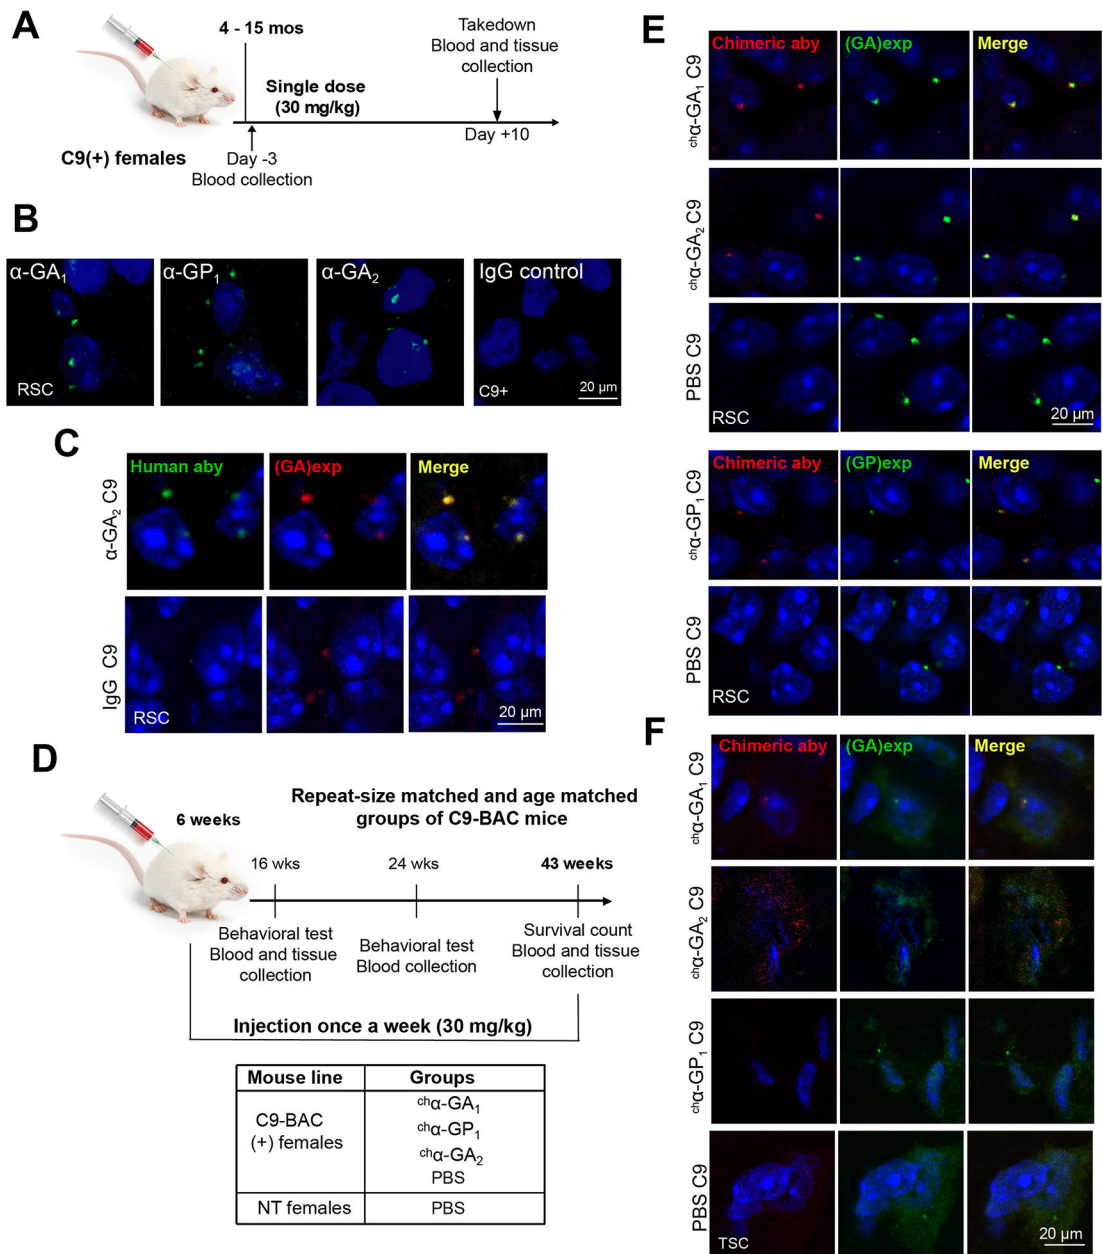 A
4 - 15 mos
Single dose
(30 mg/kg)
Takedown
Blood and tissue
collection
Day +10
C9(+) females
Day -3
Blood collection
B
α-GA₁
α-GP₁
α-GA₂
IgG control
RSC
C9+
20 µm
C
Human aby
(GA)exp
Merge
α-GA₂ C9
IgG C9
RSC
20 µm
D
6 weeks
Repeat-size matched and age matched
groups of C9-BAC mice
16 wks
24 wks
43 weeks
Behavioral test
Blood and tissue
collection
Behavioral test
Blood collection
Survival count
Blood and tissue
collection
Injection once a week (30 mg/kg)
Mouse line
Groups
C9-BAC
(+) females
ᶜʰα-GA₁
ᶜʰα-GP₁
ᶜʰα-GA₂
PBS
NT females
PBS
E
Chimeric aby
(GA)exp
Merge
ᶜʰα-GA₁ C9
ᶜʰα-GA₂ C9
PBS C9
RSC
20 µm
Chimeric aby
(GP)exp
Merge
ᶜʰα-GP₁ C9
PBS C9
RSC
F
Chimeric aby
(GA)exp
Merge
ᶜʰα-GA₁ C9
ᶜʰα-GA₂ C9
ᶜʰα-GP₁ C9
PBS C9
TSC
20 µm